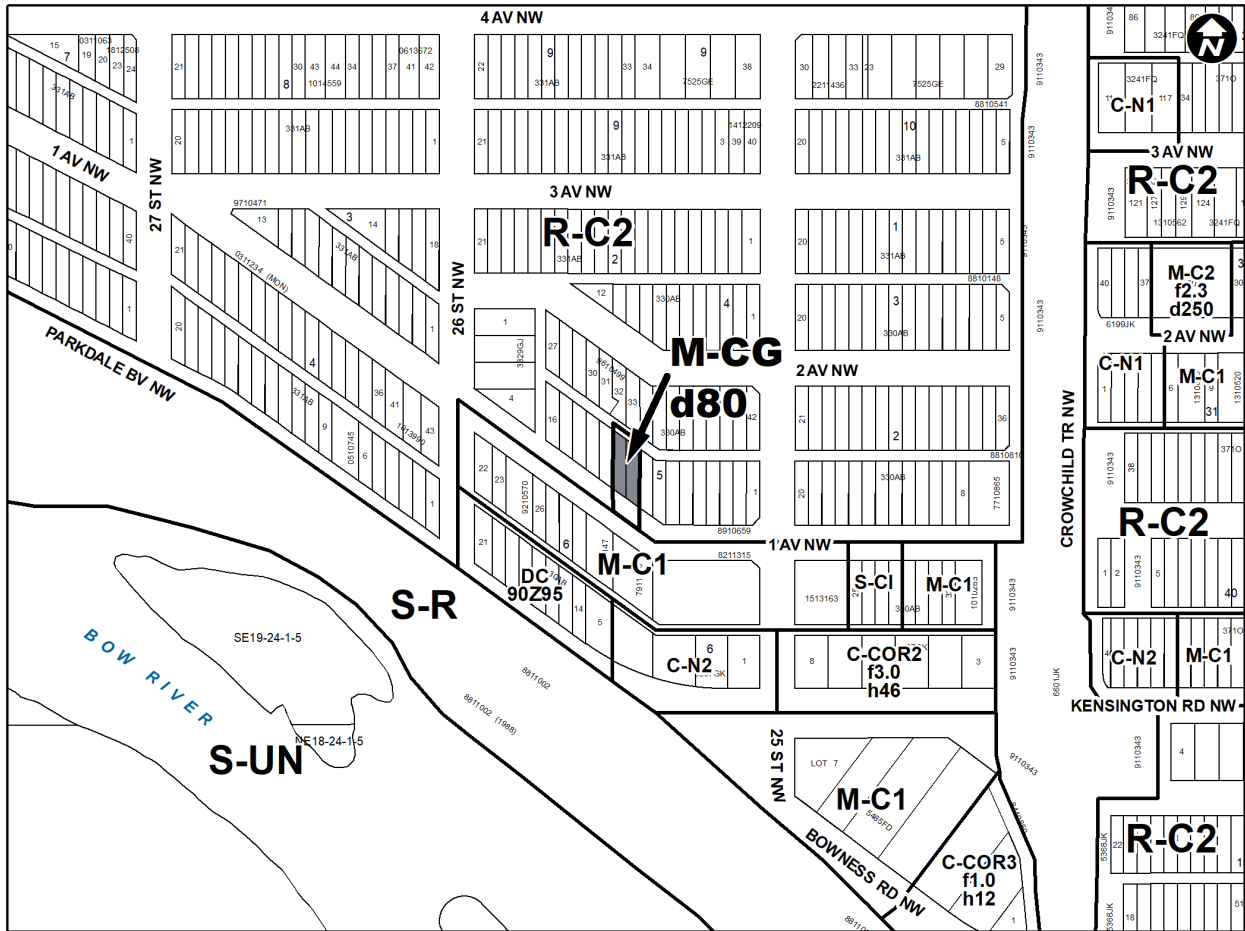 4 AV NW
N
15
7
0311063
19
20
1812508
23
24
331AB
1
1 AV NW
40
1
27 ST NW
21
30
43
44
34
0613672
37
41
42
8
1014559
20
331AB
1
22
9
331AB
33
34
9
7525GE
38
30
33
23
2211436
7525GE
29
8810541
21
9
331AB
1412209
3
39
40
20
10
331AB
5
3 AV NW
9710471
13
3
14
331AB
18
21
0311234 (MON)
20
331AB
4
9
0510745
6
36
41
1013980
43
1
1
26 ST NW
21
R-C2
331AB
2
1
20
1
331AB
5
8810148
12
330AB
4
1
20
3
330AB
5
1
3829GJ
4
27
30
31
32
33
9610499
M-CG
d80
2 AV NW
16
330AB
42
21
2
36
8810810
5
1
8910659
20
330AB
8
7710865
1 AV NW
PARKDALE BV NW
22
23
9210570
26
6
M-C1
8211315
21
DC
90Z95
14
5
1513163
S-CI
M-C1
330AB
C-N2
6
1
8
C-COR2
f3.0
h46
3
S-R
S-UN
BOW RIVER
SE19-24-1-5
NE18-24-1-5
8811002
8811002 (1988)
25 ST NW
LOT 7
M-C1
5485FD
BOWNESS RD NW
C-COR3
f1.0
h12
1
CROWCHILD TR NW
9110343
9110343
9110343
9110343
9110343
9110343
9110343
6601JK
86
3241FQ
9110343
C-N1
3241FQ
117
34
371O
3 AV NW
R-C2
9110343
121
124
1310562
3241FQ
40
37
M-C2
f2.3
d250
30
6199JK
2 AV NW
C-N1
1
6
M-C1
9
1310520
31
9110343
38
371O
R-C2
1
2
9110343
5
40
C-N2
M-C1
371O
KENSINGTON RD NW
9110343
4
5368JK
22
R-C2
1
5368JK
18
51